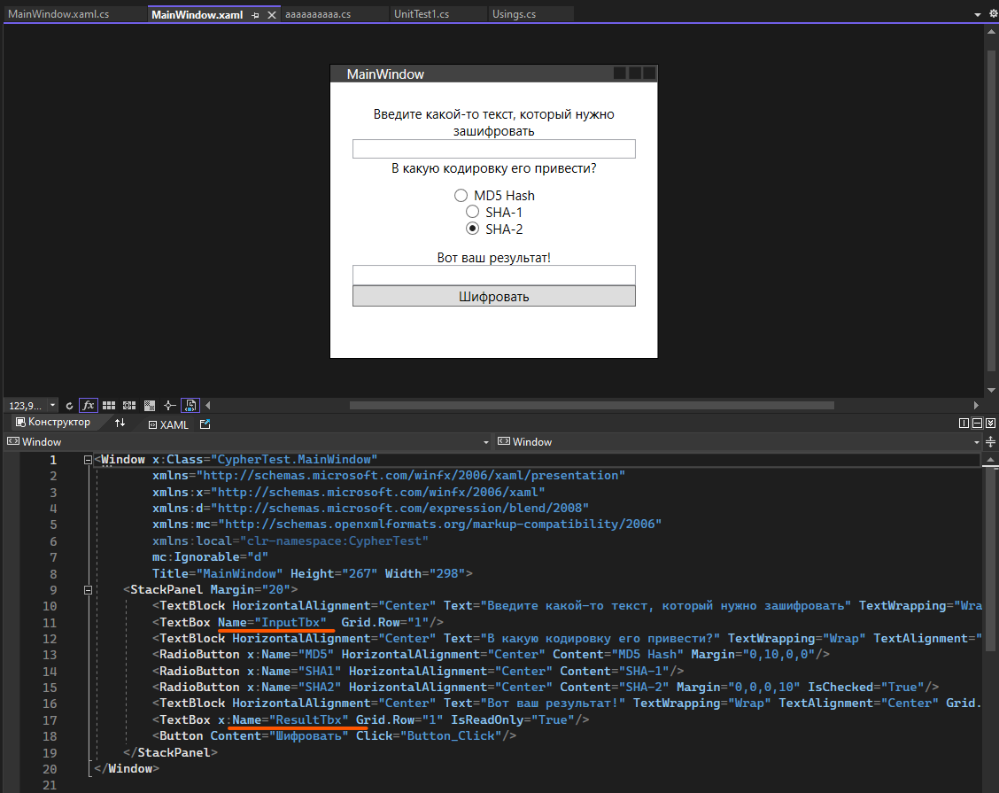 MainWindow.xaml.cs
MainWindow.xaml
aaaaaaaaaa.cs
UnitTest1.cs
Usings.cs
MainWindow
Введите какой-то текст, который нужно
зашифровать
В какую кодировку его привести?
MD5 Hash
SHA-1
SHA-2
Вот ваш результат!
Шифровать
123,9...
fx
Конструктор
XAML
Window
Window
1 <Window x:Class="CypherTest.MainWindow"
2 xmlns="http://schemas.microsoft.com/winfx/2006/xaml/presentation"
3 xmlns:x="http://schemas.microsoft.com/winfx/2006/xaml"
4 xmlns:d="http://schemas.microsoft.com/expression/blend/2008"
5 xmlns:mc="http://schemas.openxmlformats.org/markup-compatibility/2006"
6 xmlns:local="clr-namespace:CypherTest"
7 mc:Ignorable="d"
8 Title="MainWindow" Height="267" Width="298">
9 <StackPanel Margin="20">
10 <TextBlock HorizontalAlignment="Center" Text="Введите какой-то текст, который нужно зашифровать" TextWrapping="Wra
11 <TextBox Name="InputTbx" Grid.Row="1"/>
12 <TextBlock HorizontalAlignment="Center" Text="В какую кодировку его привести?" TextWrapping="Wrap" TextAlignment="
13 <RadioButton x:Name="MD5" HorizontalAlignment="Center" Content="MD5 Hash" Margin="0,10,0,0"/>
14 <RadioButton x:Name="SHA1" HorizontalAlignment="Center" Content="SHA-1"/>
15 <RadioButton x:Name="SHA2" HorizontalAlignment="Center" Content="SHA-2" Margin="0,0,0,10" IsChecked="True"/>
16 <TextBlock HorizontalAlignment="Center" Text="Вот ваш результат!" TextWrapping="Wrap" TextAlignment="Center" Grid.
17 <TextBox x:Name="ResultTbx" Grid.Row="1" IsReadOnly="True"/>
18 <Button Content="Шифровать" Click="Button_Click"/>
19 </StackPanel>
20 </Window>
21